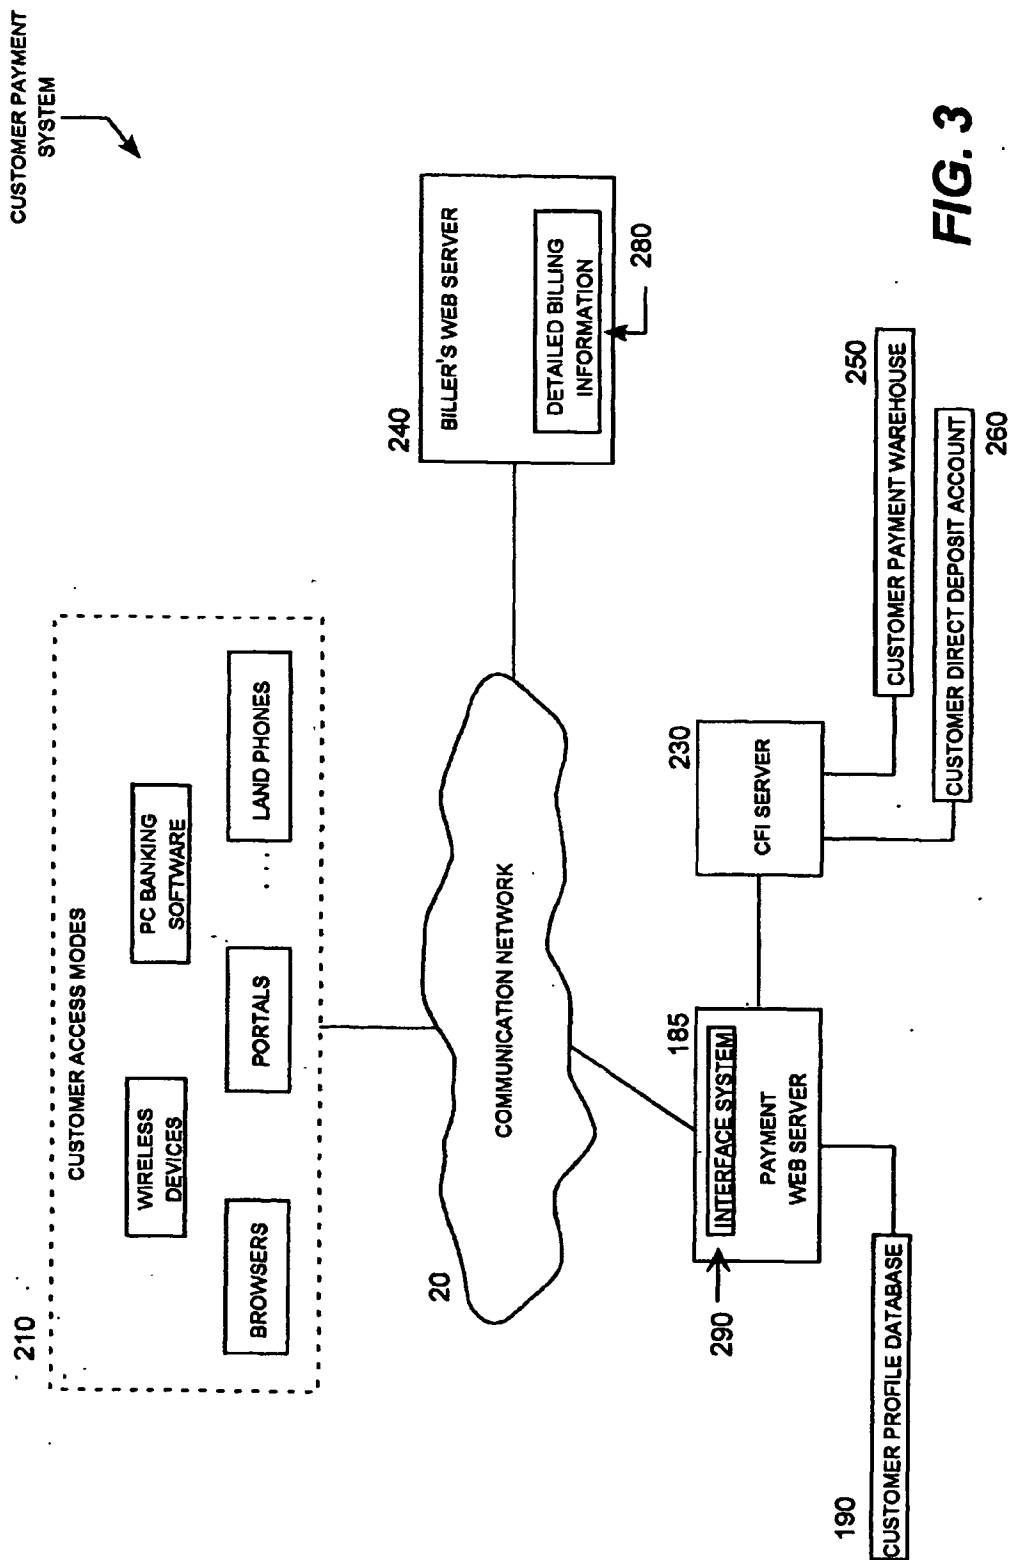 CUSTOMER PAYMENT
SYSTEM
210
CUSTOMER ACCESS MODES
WIRELESS
DEVICES
PC BANKING
SOFTWARE
BROWSERS
PORTALS
...
LAND PHONES
20
COMMUNICATION NETWORK
240
BILLER'S WEB SERVER
DETAILED BILLING
INFORMATION
280
185
INTERFACE SYSTEM
PAYMENT
WEB SERVER
290
230
CFI SERVER
190
CUSTOMER PROFILE DATABASE
250
CUSTOMER PAYMENT WAREHOUSE
CUSTOMER DIRECT DEPOSIT ACCOUNT
260
FIG. 3